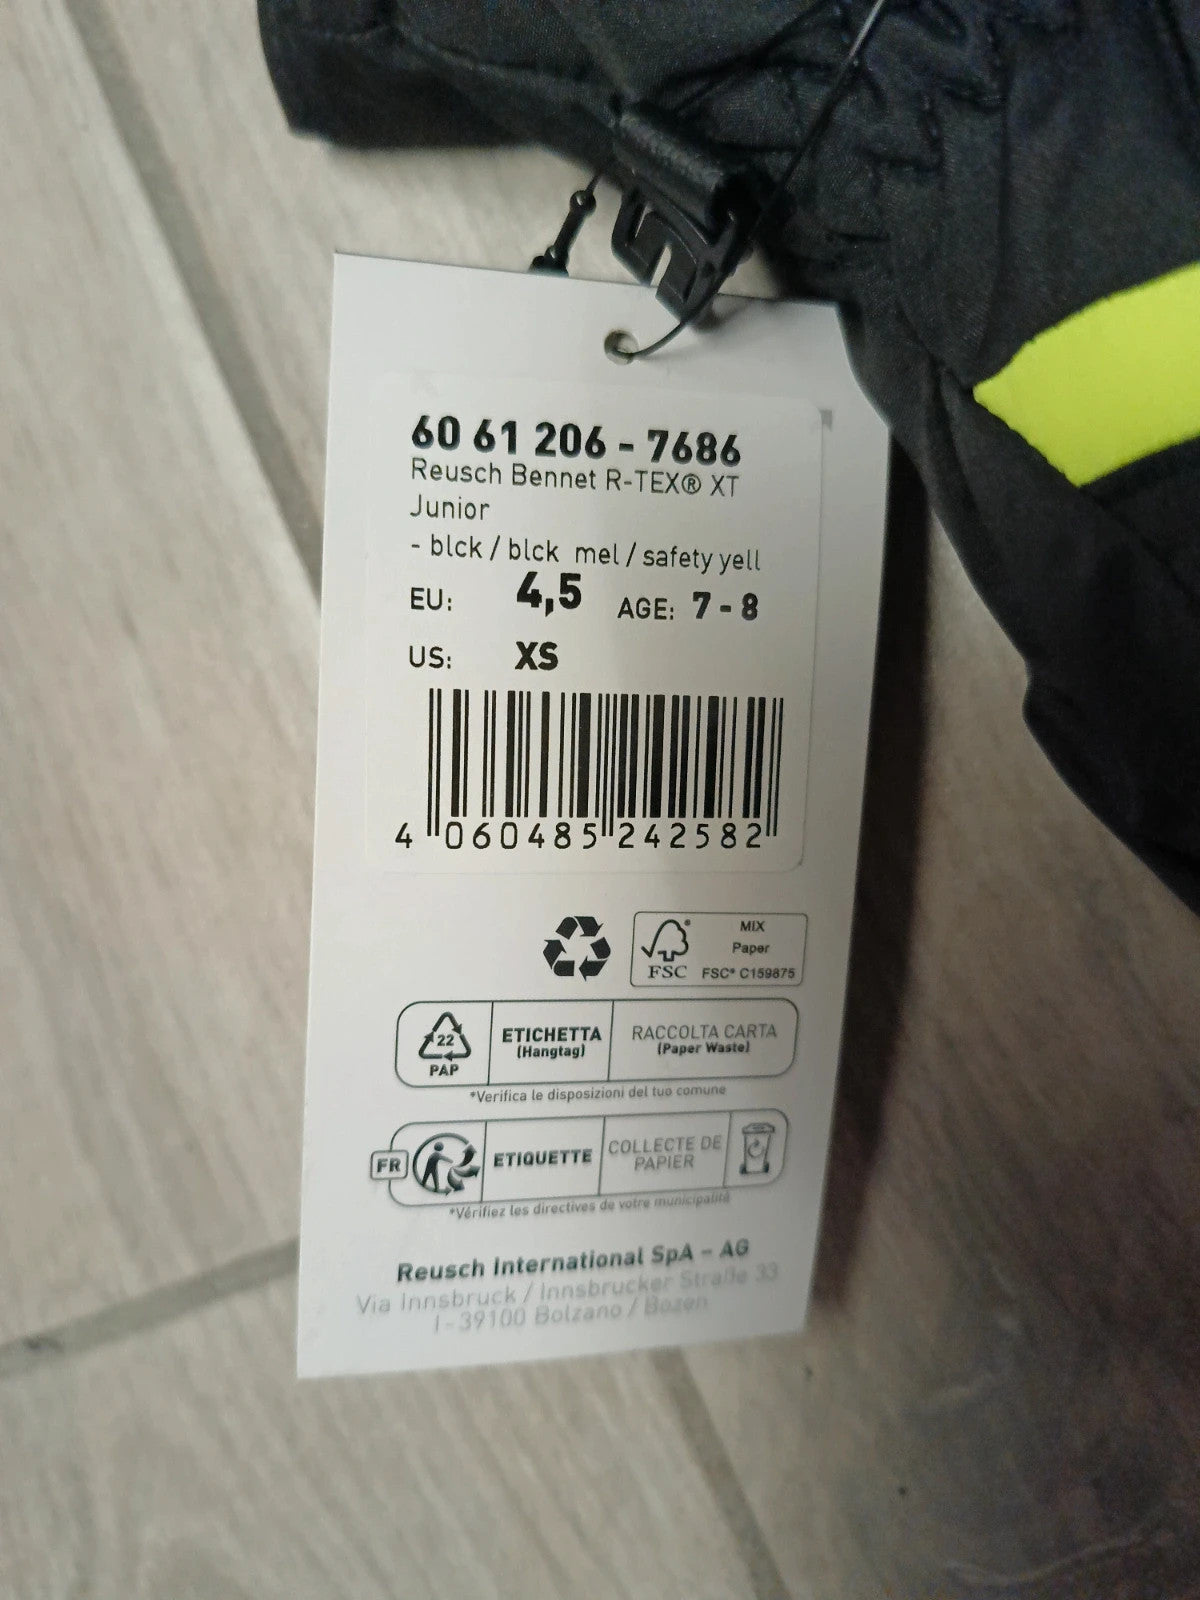 60 61 206 - 7686
Reusch Bennet R-TEX® XT
Junior
- blck / blck mel / safety yell
EU: 4,5 AGE: 7 - 8
US: XS
4 060485 242582
MIX
Paper
FSC FSC® C159875
22
PAP
ETICHETTA
(Hangtag)
RACCOLTA CARTA
(Paper Waste)
*Verifica le disposizioni del tuo comune
FR
ETIQUETTE
COLLECTE DE
PAPIER
*Vérifiez les directives de votre municipalité
Reusch International SpA – AG
Via Innsbruck / Innsbrucker Straße 33
I - 39100 Bolzano / Bozen